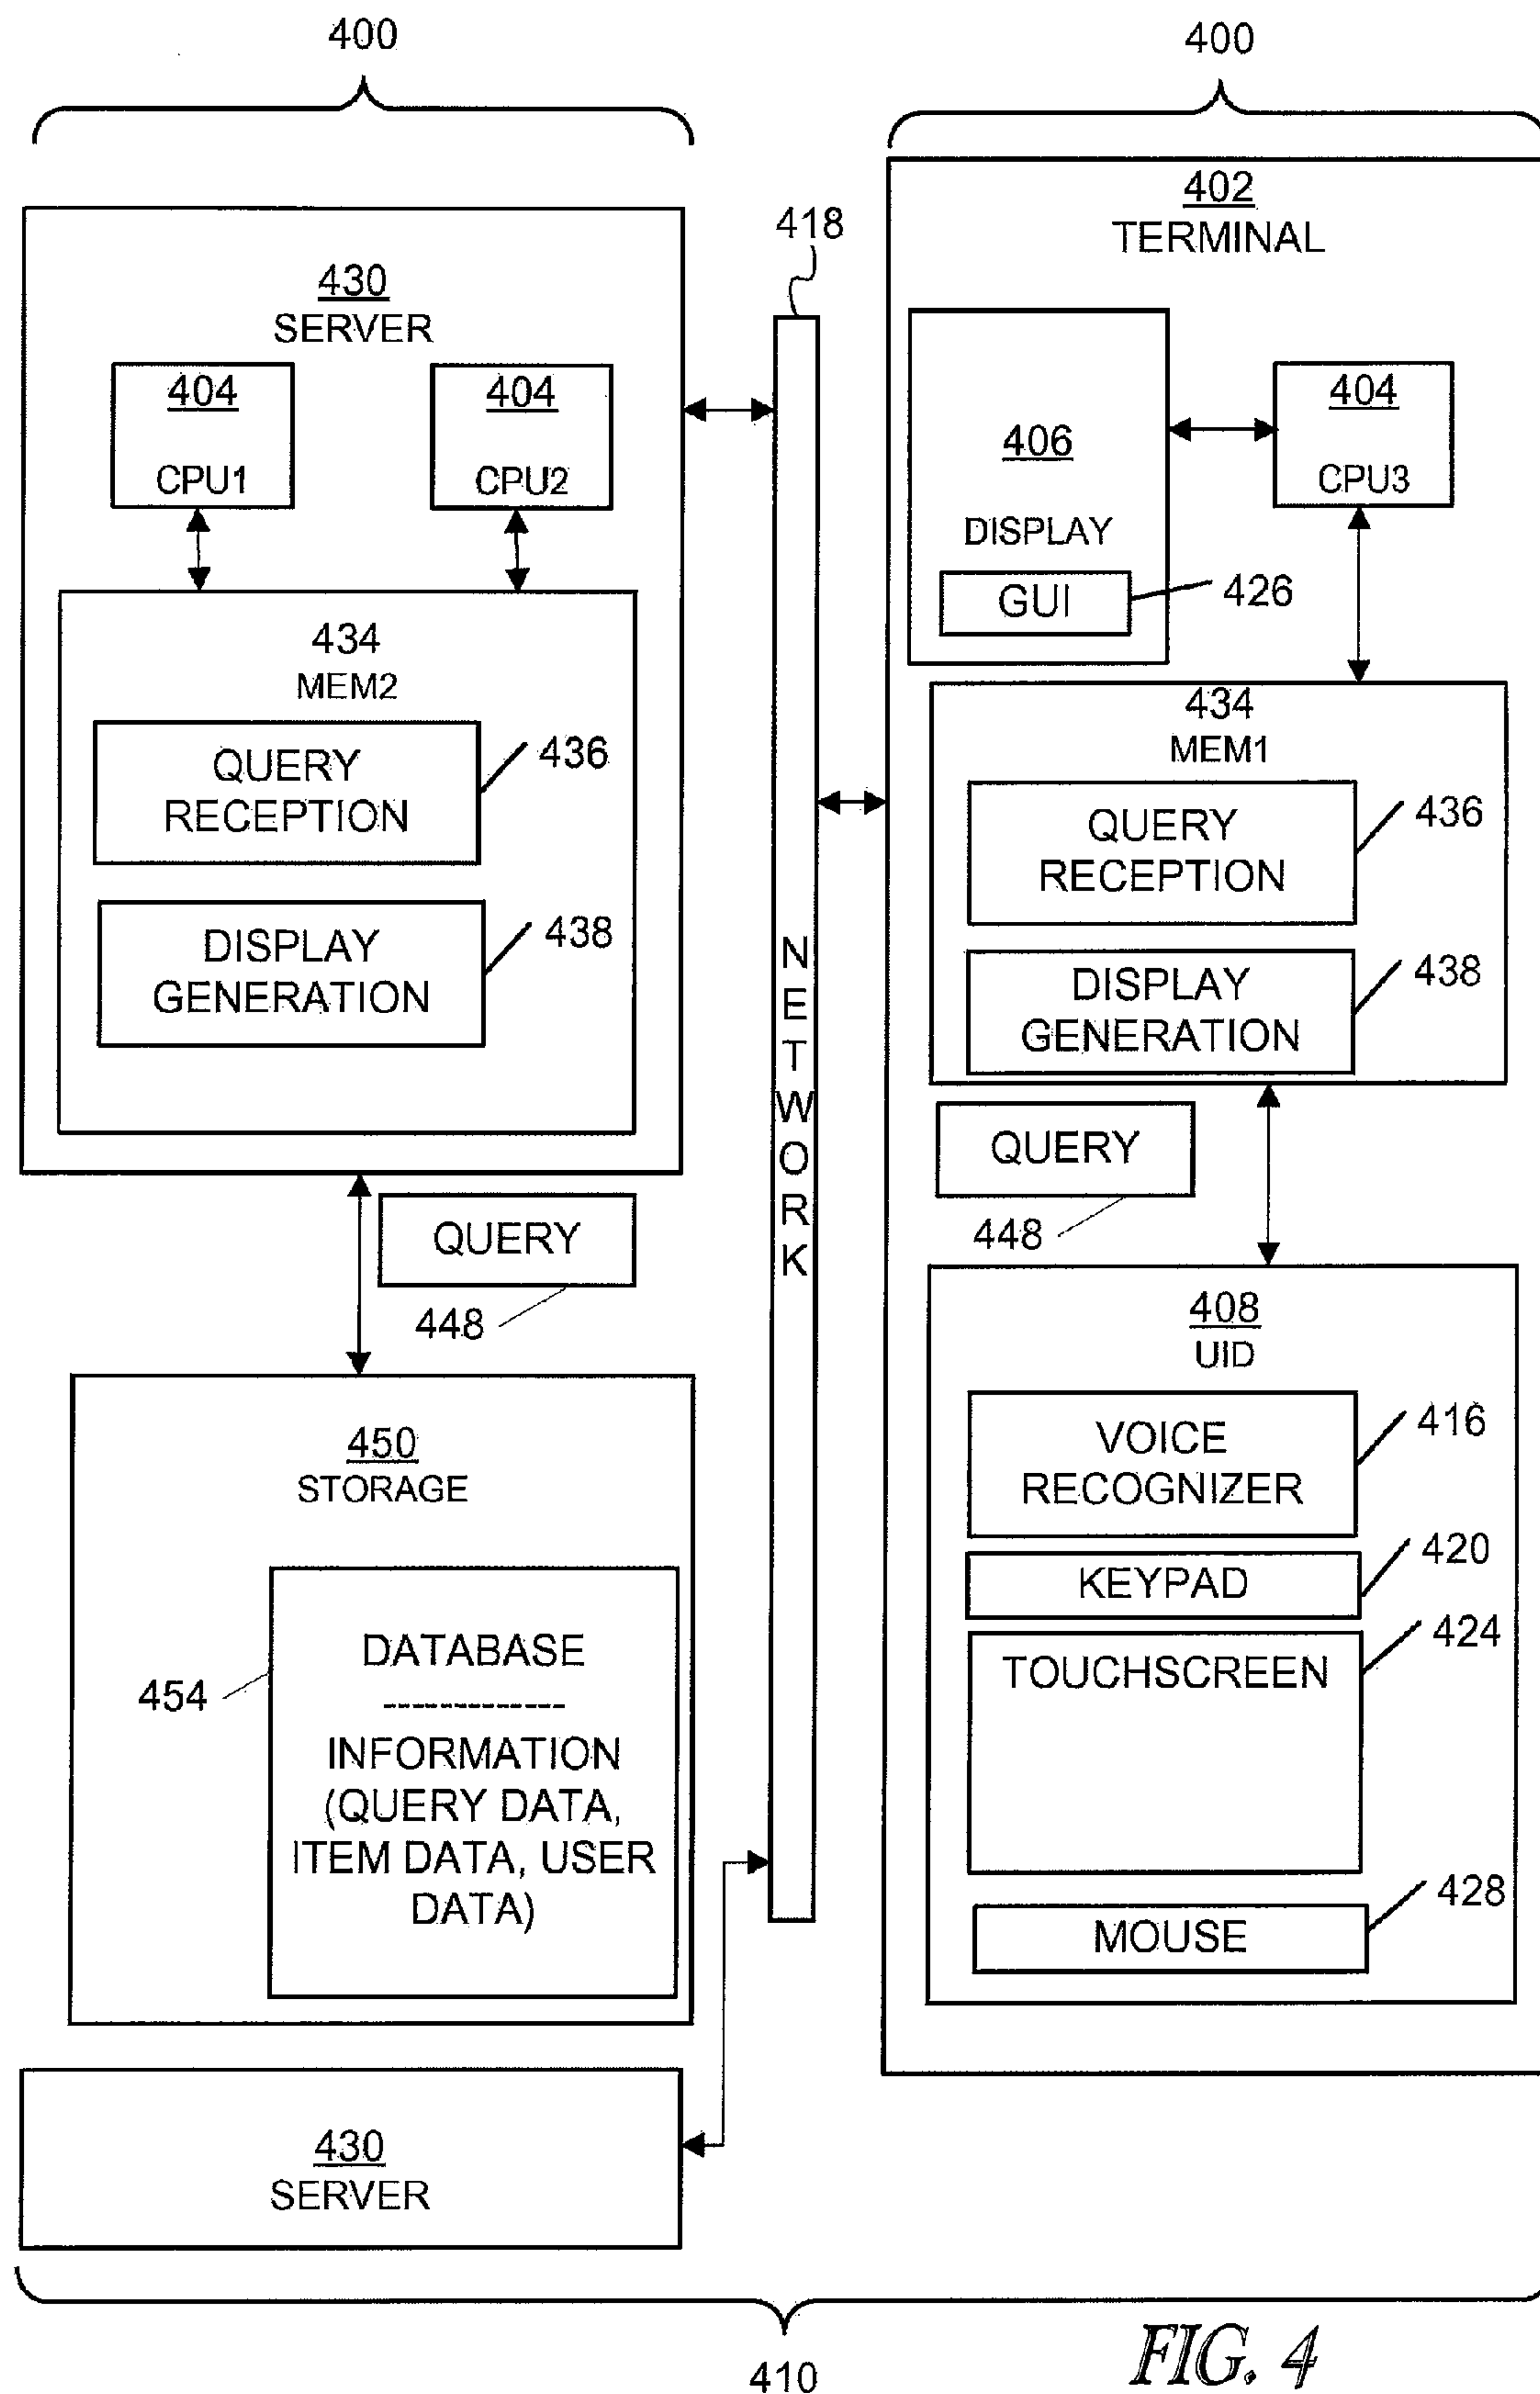 400
400
430
SERVER
404
CPU1
404
CPU2
434
MEM2
QUERY
RECEPTION
436
DISPLAY
GENERATION
438
QUERY
448
450
STORAGE
454
DATABASE
-------------
INFORMATION
(QUERY DATA,
ITEM DATA, USER
DATA)
430
SERVER
418
NETWORK
402
TERMINAL
406
DISPLAY
GUI
426
404
CPU3
434
MEM1
QUERY
RECEPTION
436
DISPLAY
GENERATION
438
QUERY
448
408
UID
VOICE
RECOGNIZER
416
KEYPAD
420
TOUCHSCREEN
424
MOUSE
428
410
FIG. 4